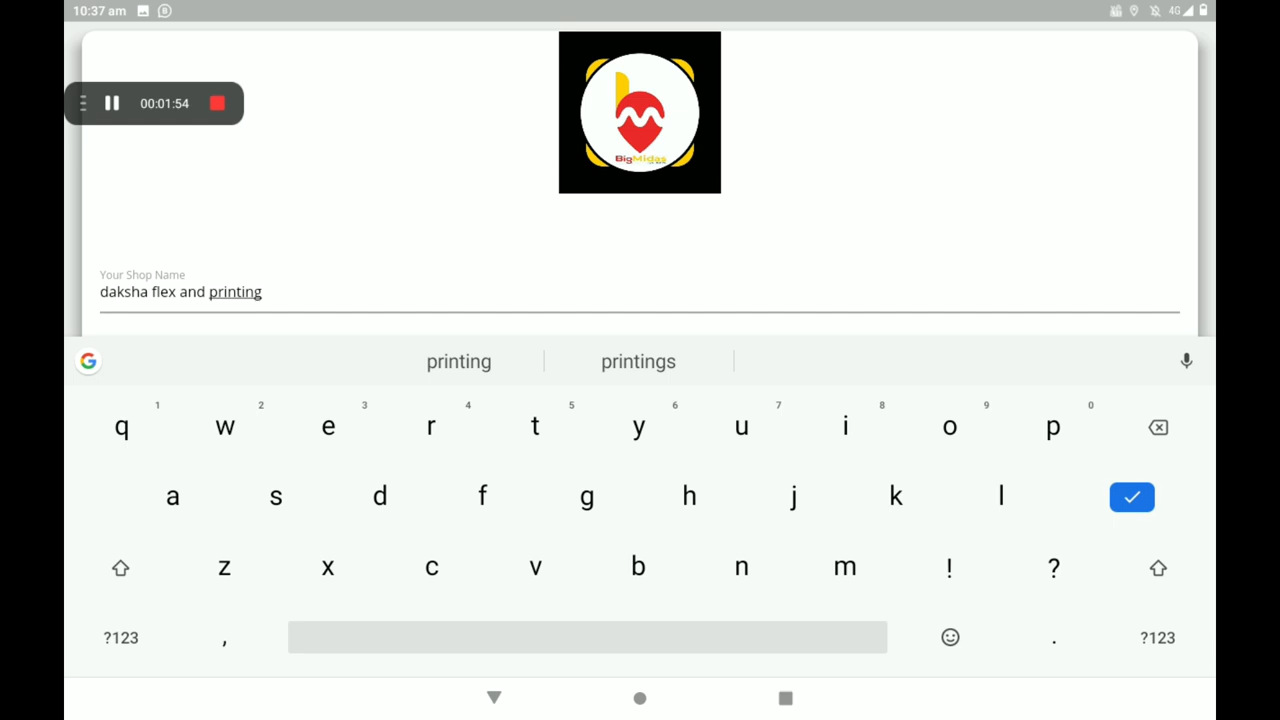 10:37 am
4G
00:01:54
BigMidas
Your Shop Name
daksha flex and printing
printing printings
1 2 3 4 5 6 7 8 9 0
q w e r t y u i o p
a s d f g h j k l
z x c v b n m ! ?
?123 , . ?123